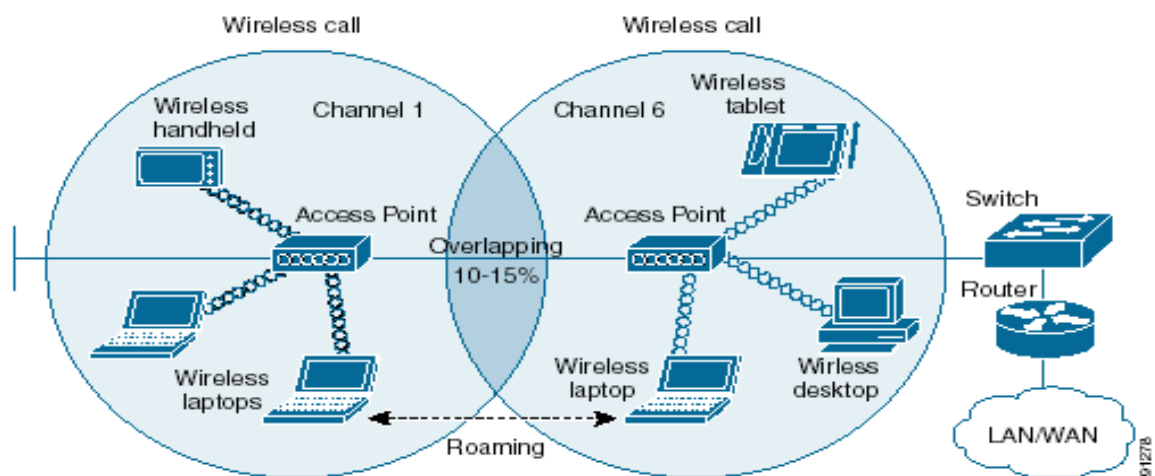 Wireless call
Wireless call
Wireless
handheld
Channel 1
Channel 6
Wireless
tablet
Access Point
Overlapping
10-15%
Access Point
Switch
Router
Wireless
laptops
Wireless
laptop
Wirless
desktop
Roaming
LAN/WAN
91278